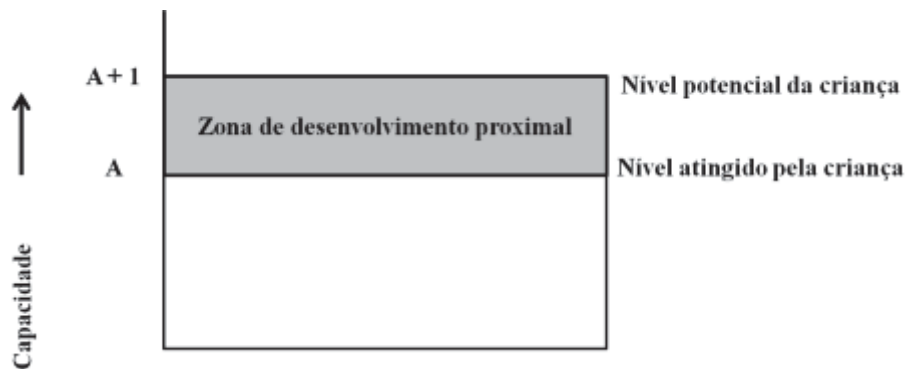 A + 1
Nível potencial da criança
Zona de desenvolvimento proximal
A
Nível atingido pela criança
Capacidade